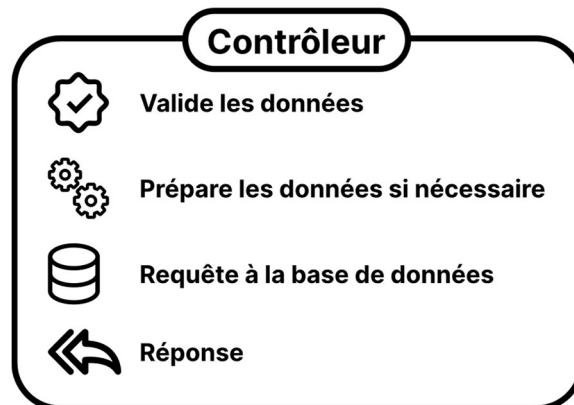 Contrôleur
Valide les données
Prépare les données si nécessaire
Requête à la base de données
Réponse